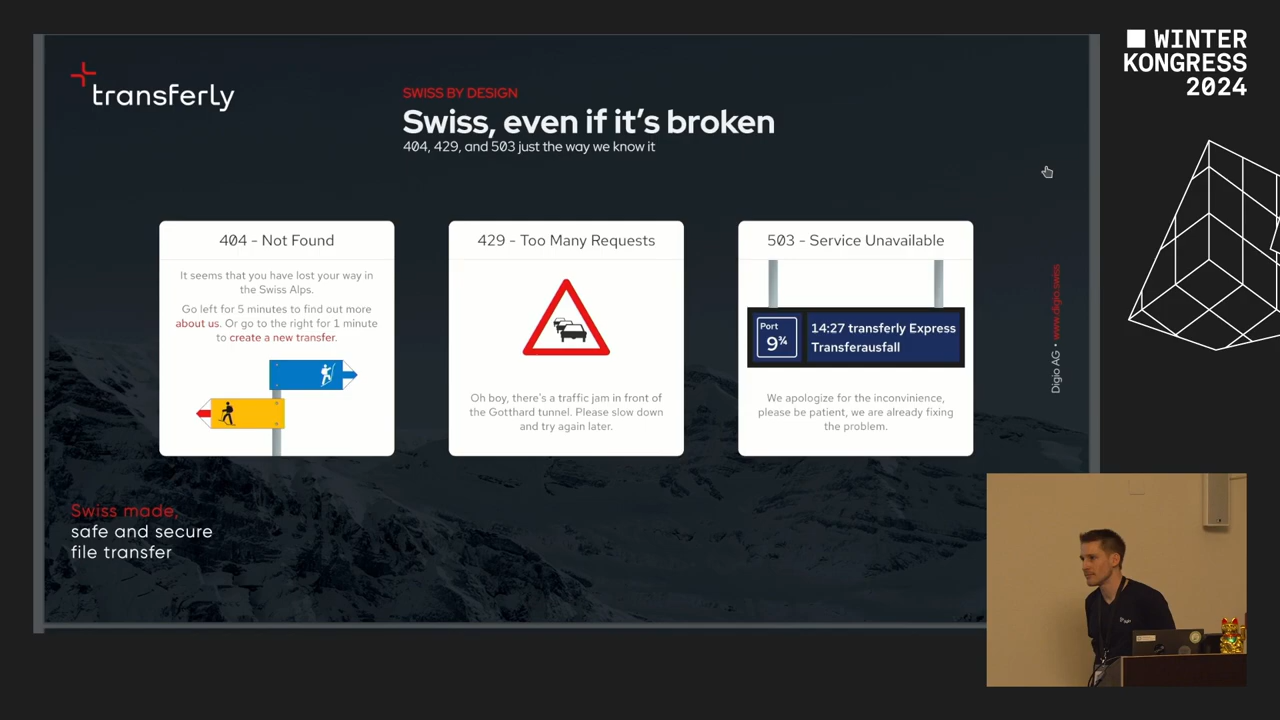 WINTER
KONGRESS
2024
transferly
SWISS BY DESIGN
Swiss, even if it's broken
404, 429, and 503 just the way we know it
404 - Not Found
It seems that you have lost your way in
the Swiss Alps.
Go left for 5 minutes to find out more
about us. Or go to the right for 1 minute
to create a new transfer.
429 - Too Many Requests
Oh boy, there's a traffic jam in front of
the Gotthard tunnel. Please slow down
and try again later.
503 - Service Unavailable
Port
9¾
14:27 transferly Express
Transferausfall
We apologize for the inconvinience,
please be patient, we are already fixing
the problem.
Digio AG • www.digio.swiss
Swiss made,
safe and secure
file transfer